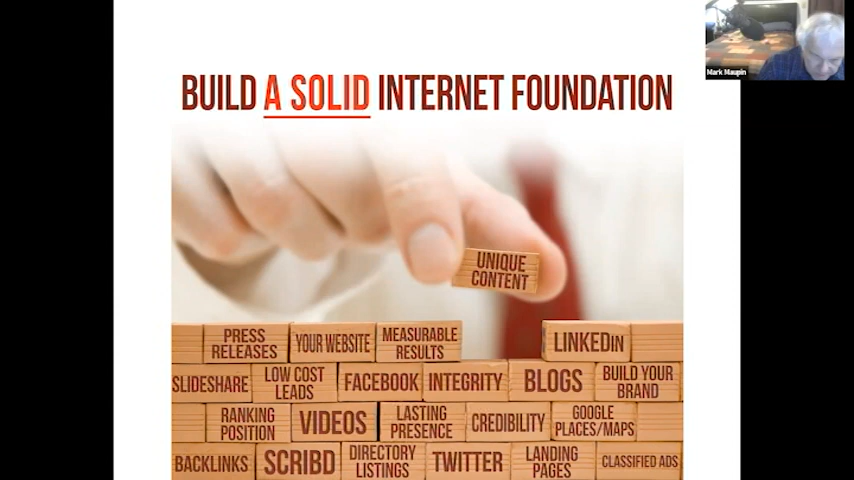 BUILD A SOLID INTERNET FOUNDATION
Mark Maupin
UNIQUE
CONTENT
PRESS
RELEASES
YOUR WEBSITE
MEASURABLE
RESULTS
LINKEDIN
SLIDESHARE
LOW COST
LEADS
FACEBOOK
INTEGRITY
BLOGS
BUILD YOUR
BRAND
RANKING
POSITION
VIDEOS
LASTING
PRESENCE
CREDIBILITY
GOOGLE
PLACES/MAPS
BACKLINKS
SCRIBD
DIRECTORY
LISTINGS
TWITTER
LANDING
PAGES
CLASSIFIED ADS